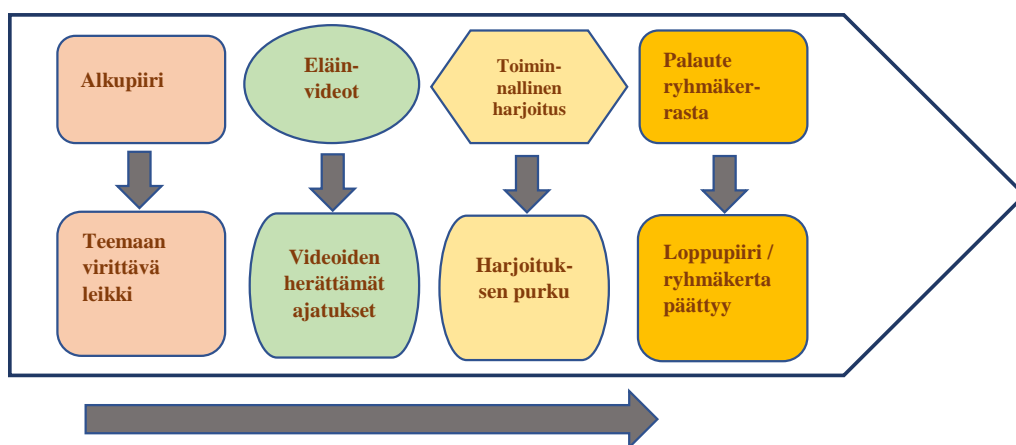 Alkupiiri
Eläin-
videot
Toimin-
nallinen
harjoitus
Palaute
ryhmäker-
rasta
Teemaan
virittävä
leikki
Videoiden
herättämät
ajatukset
Harjoituk-
sen purku
Loppupiiri /
ryhmäkerta
päättyy